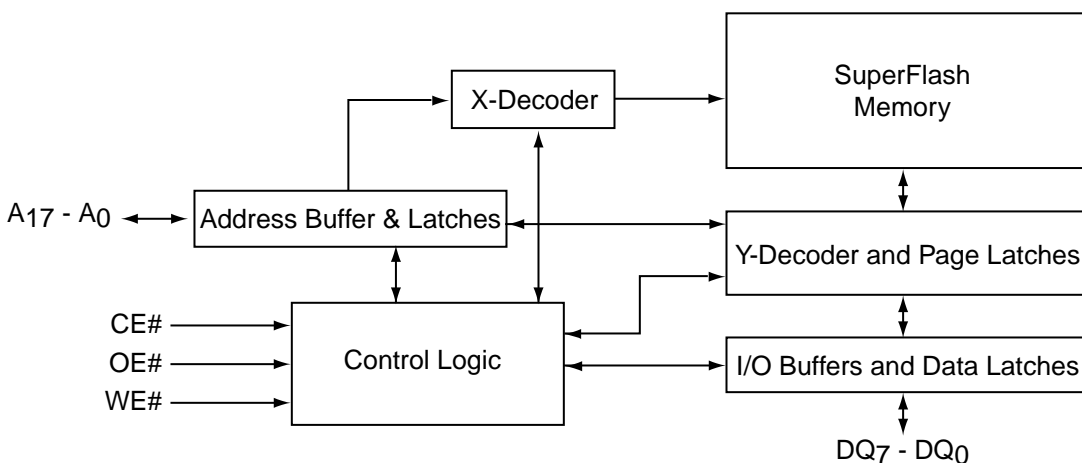 SuperFlash
Memory
X-Decoder
A17 - A0
Address Buffer & Latches
Y-Decoder and Page Latches
CE#
OE#
WE#
Control Logic
I/O Buffers and Data Latches
DQ7 - DQ0